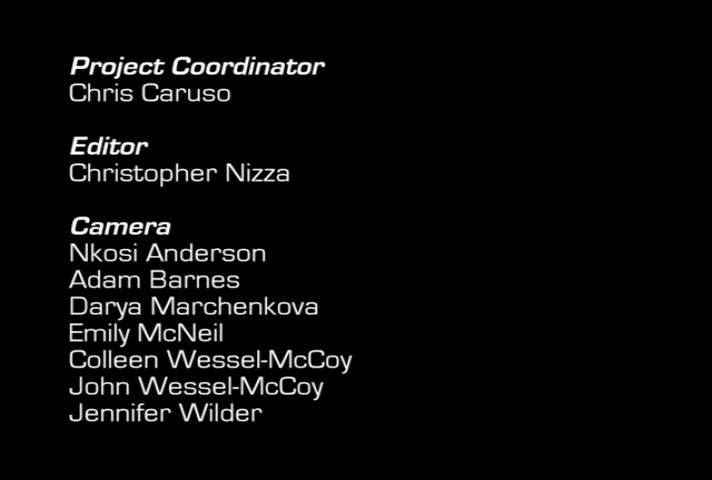 Project Coordinator
Chris Caruso
Editor
Christopher Nizza
Camera
Nkosi Anderson
Adam Barnes
Darya Marchenkova
Emily McNeil
Colleen Wessel-McCoy
John Wessel-McCoy
Jennifer Wilder